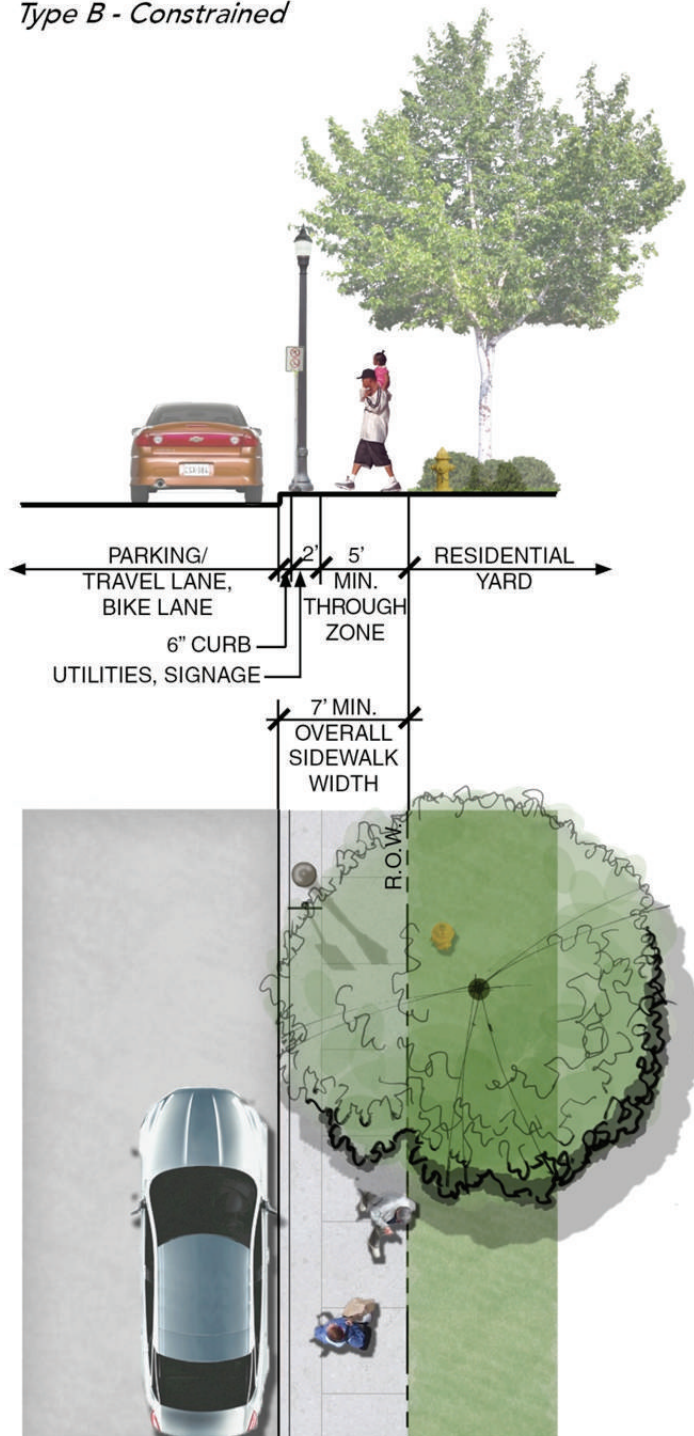 Type B - Constrained
2' 5'
PARKING/
TRAVEL LANE,
BIKE LANE
MIN.
THROUGH
ZONE
RESIDENTIAL
YARD
6” CURB
UTILITIES, SIGNAGE
7’ MIN.
OVERALL
SIDEWALK
WIDTH
R.O.W.